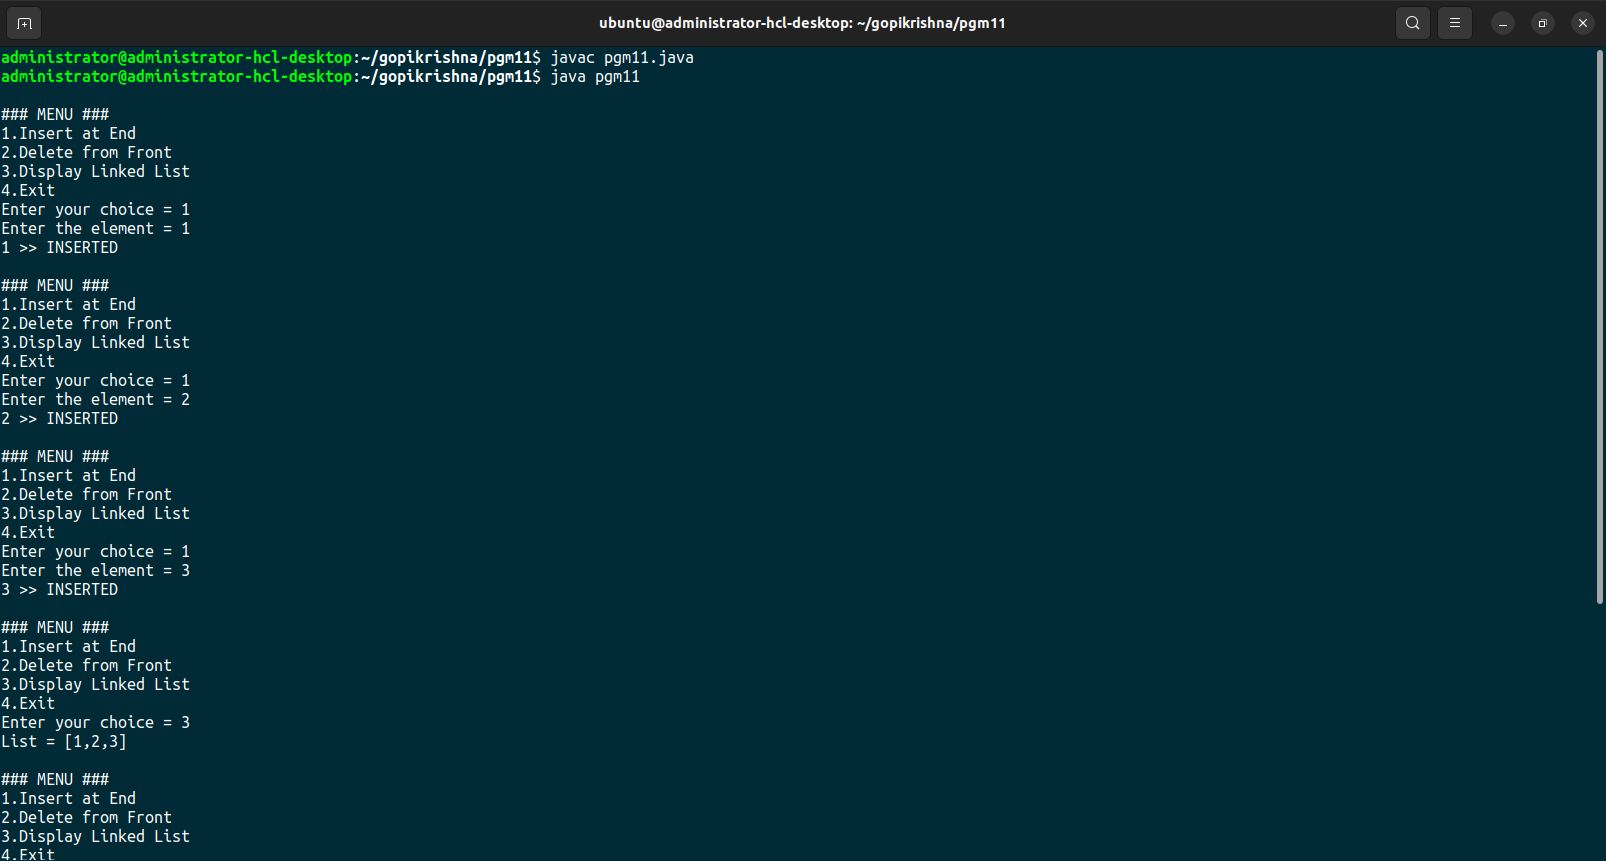 ubuntu@administrator-hcl-desktop: ~/gopikrishna/pgm11
administrator@administrator-hcl-desktop:~/gopikrishna/pgm11$ javac pgm11.java
administrator@administrator-hcl-desktop:~/gopikrishna/pgm11$ java pgm11
### MENU ###
1.Insert at End
2.Delete from Front
3.Display Linked List
4.Exit
Enter your choice = 1
Enter the element = 1
1 >> INSERTED
### MENU ###
1.Insert at End
2.Delete from Front
3.Display Linked List
4.Exit
Enter your choice = 1
Enter the element = 2
2 >> INSERTED
### MENU ###
1.Insert at End
2.Delete from Front
3.Display Linked List
4.Exit
Enter your choice = 1
Enter the element = 3
3 >> INSERTED
### MENU ###
1.Insert at End
2.Delete from Front
3.Display Linked List
4.Exit
Enter your choice = 3
List = [1,2,3]
### MENU ###
1.Insert at End
2.Delete from Front
3.Display Linked List
4.Exit